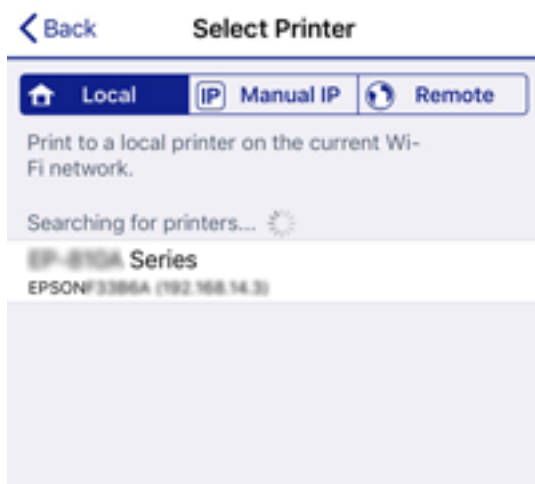 Back Select Printer
Local IP Manual IP Remote
Print to a local printer on the current Wi-
Fi network.
Searching for printers...
Series
EPSON